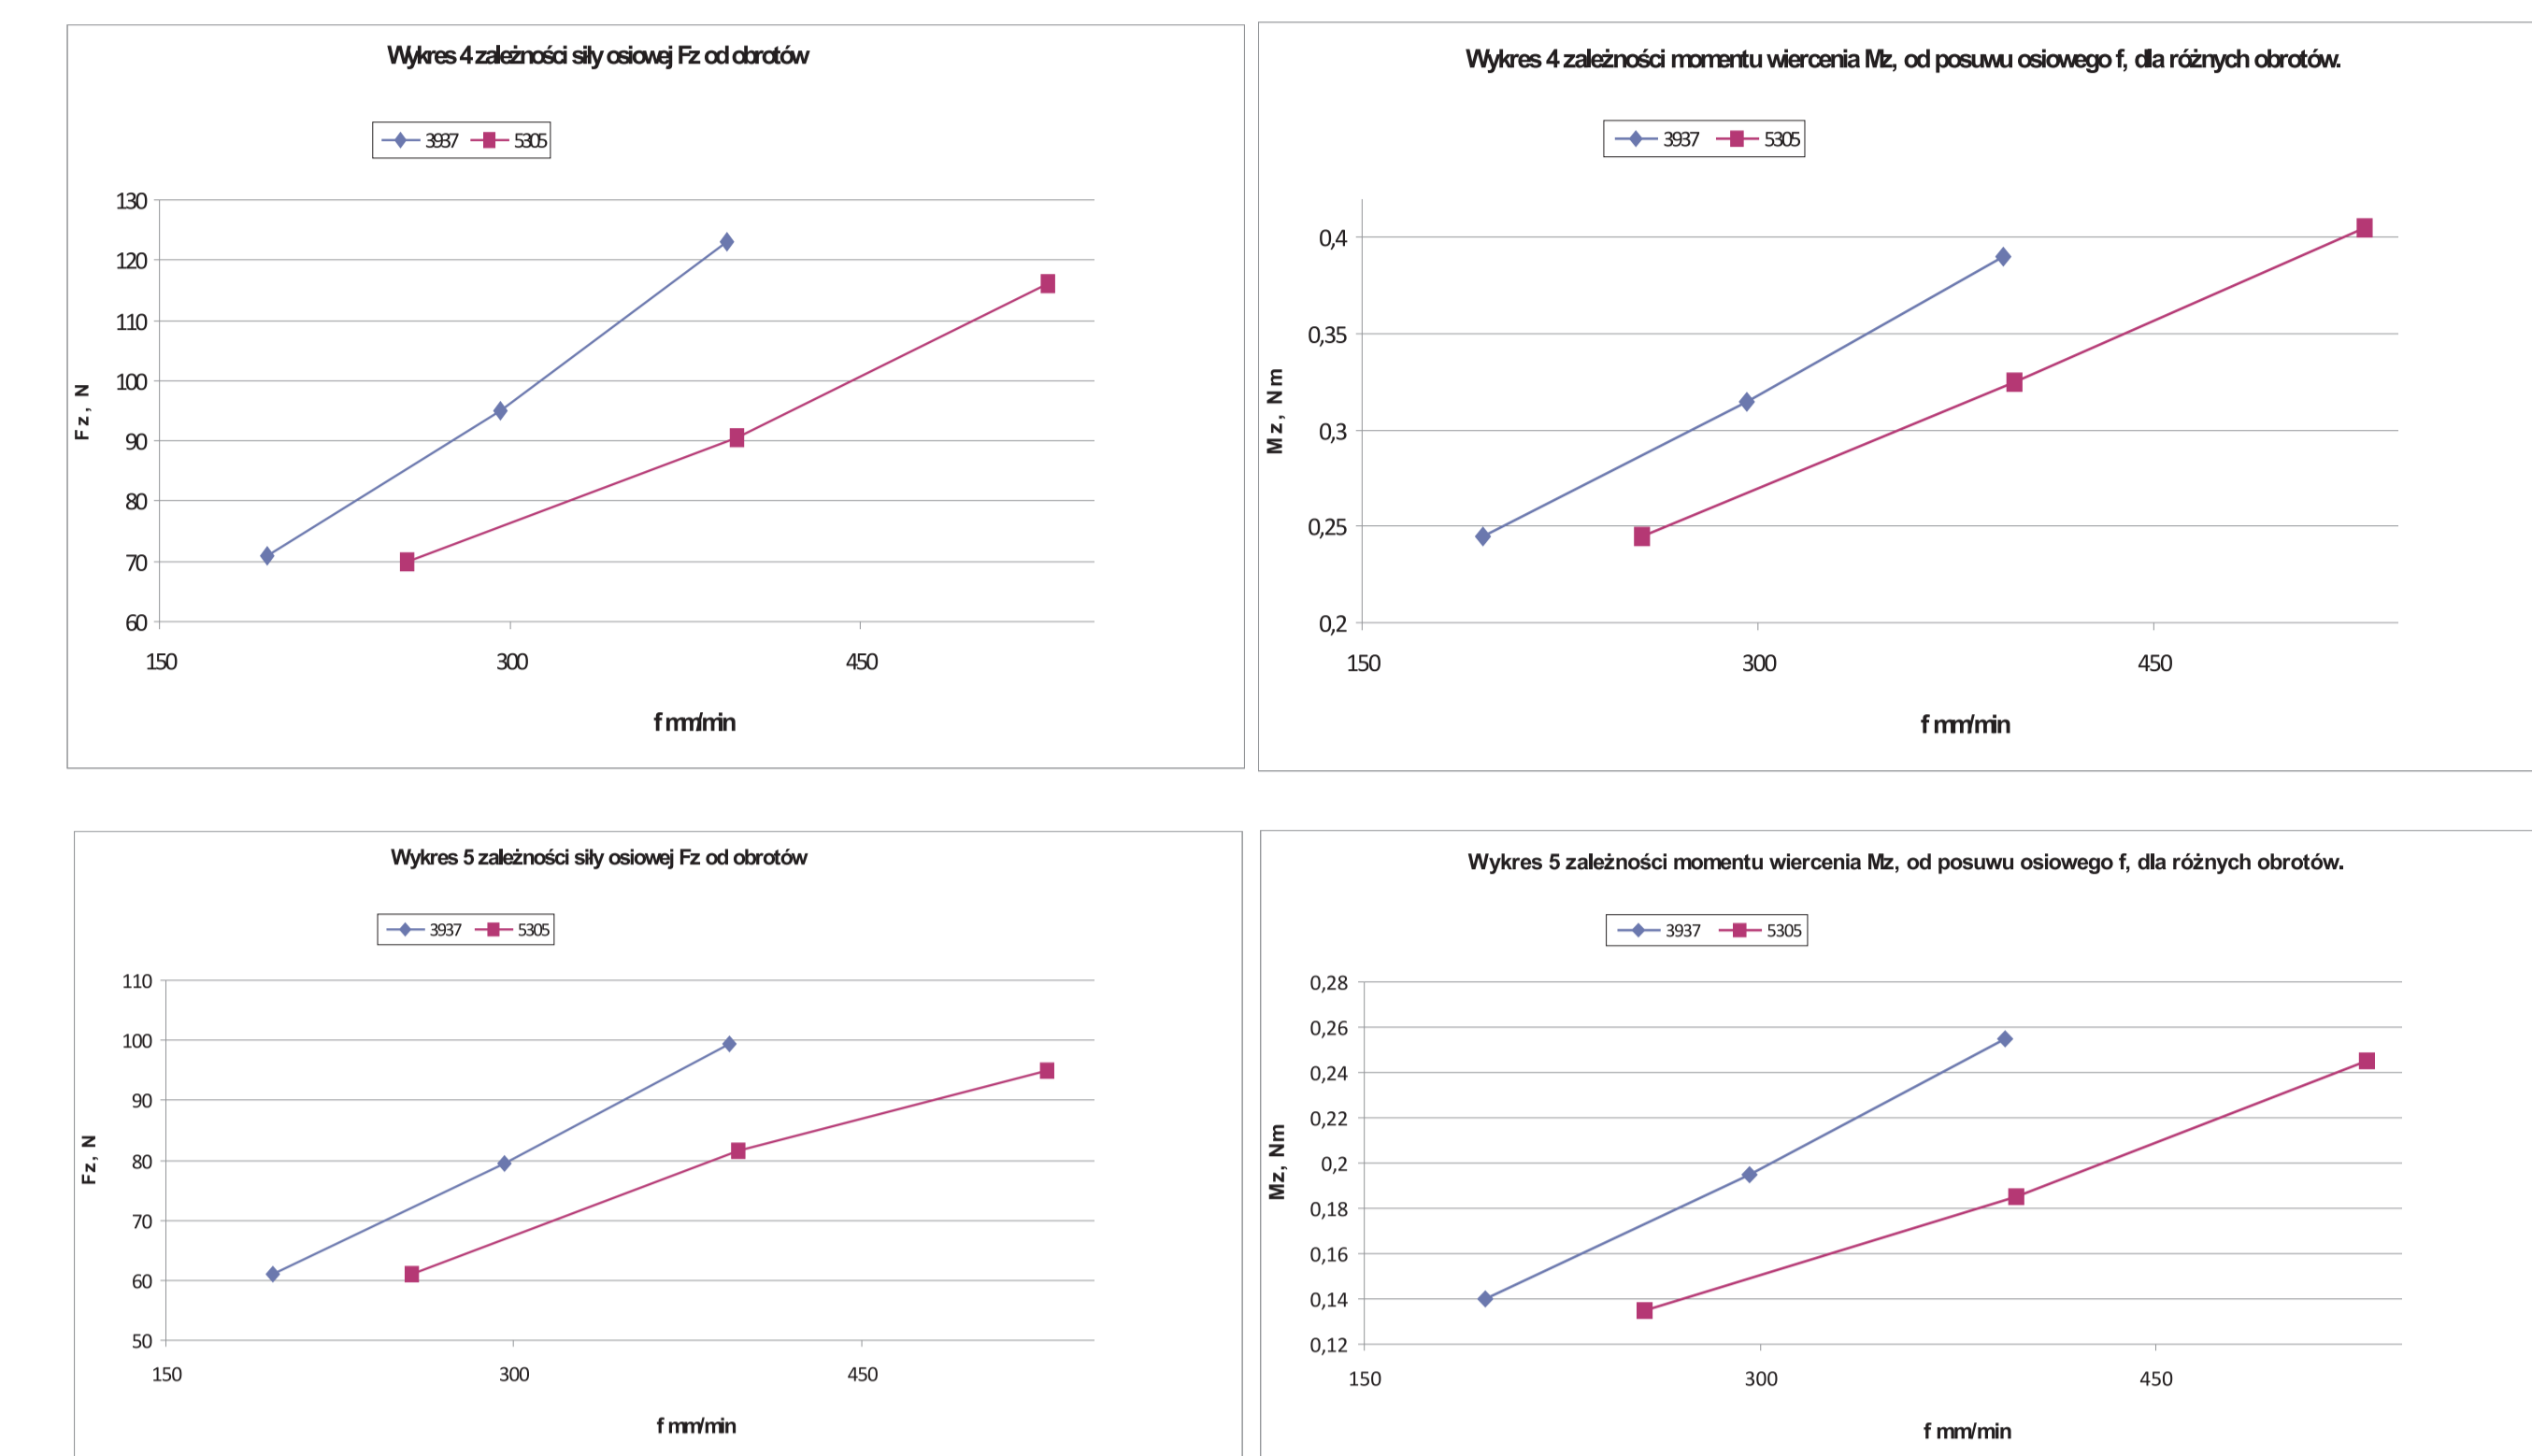 Wykres 4 zależności siły osiowej Fz od obrotów
3937 5305
130
120
110
100
90
80
70
60
Fz, N
150 300 450
f mm/min
Wykres 4 zależności momentu wiercenia Mz, od posuwu osiowego f, dla różnych obrotów.
3937 5305
0,4
0,35
0,3
0,25
0,2
Mz, Nm
150 300 450
f mm/min
Wykres 5 zależności siły osiowej Fz od obrotów
3937 5305
110
100
90
80
70
60
50
Fz, N
150 300 450
f mm/min
Wykres 5 zależności momentu wiercenia Mz, od posuwu osiowego f, dla różnych obrotów.
3937 5305
0,28
0,26
0,24
0,22
0,2
0,18
0,16
0,14
0,12
Mz, Nm
150 300 450
f mm/min